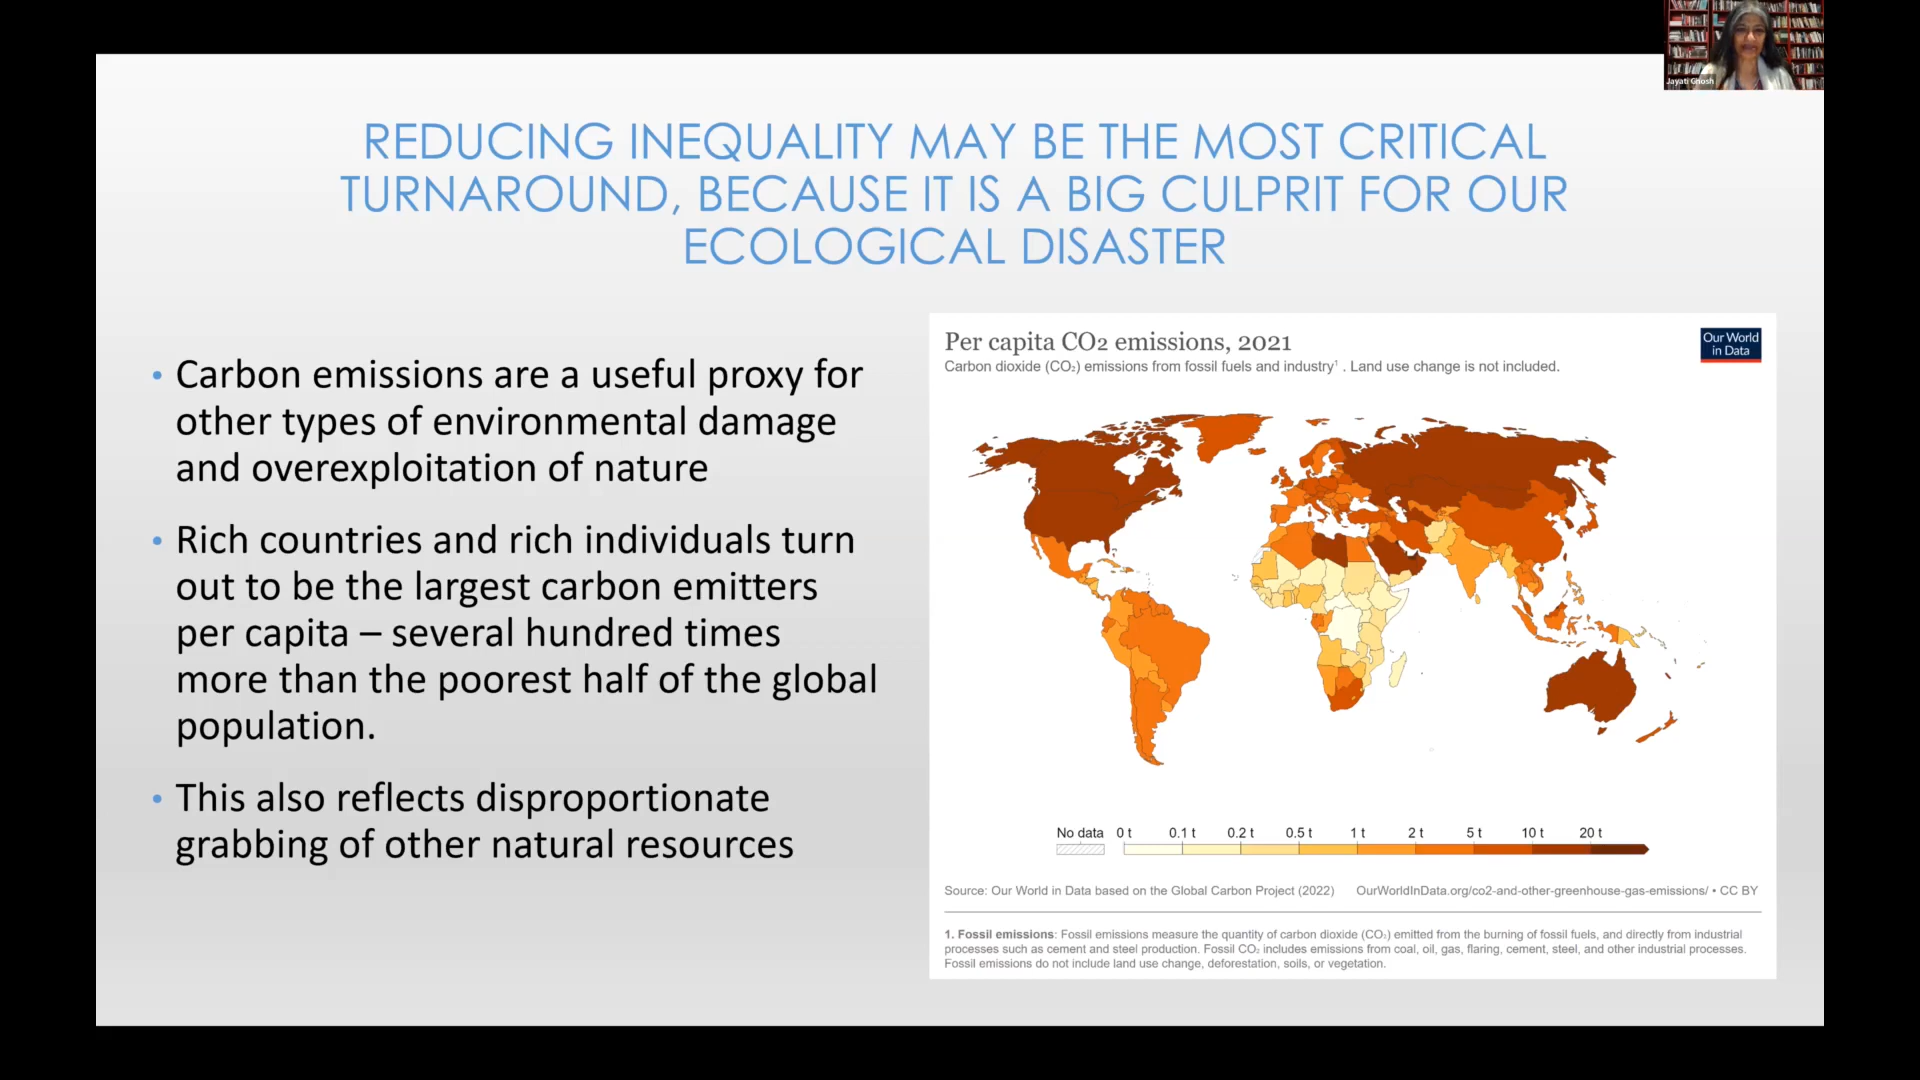 Jayati Ghosh
REDUCING INEQUALITY MAY BE THE MOST CRITICAL
TURNAROUND, BECAUSE IT IS A BIG CULPRIT FOR OUR
ECOLOGICAL DISASTER
• Carbon emissions are a useful proxy for
other types of environmental damage
and overexploitation of nature
• Rich countries and rich individuals turn
out to be the largest carbon emitters
per capita – several hundred times
more than the poorest half of the global
population.
• This also reflects disproportionate
grabbing of other natural resources
Per capita CO₂ emissions, 2021
Carbon dioxide (CO₂) emissions from fossil fuels and industry¹ . Land use change is not included.
Our World
in Data
No data 0 t 0.1 t 0.2 t 0.5 t 1 t 2 t 5 t 10 t 20 t
Source: Our World in Data based on the Global Carbon Project (2022) OurWorldInData.org/co2-and-other-greenhouse-gas-emissions/ • CC BY
1. Fossil emissions: Fossil emissions measure the quantity of carbon dioxide (CO₂) emitted from the burning of fossil fuels, and directly from industrial
processes such as cement and steel production. Fossil CO₂ includes emissions from coal, oil, gas, flaring, cement, steel, and other industrial processes.
Fossil emissions do not include land use change, deforestation, soils, or vegetation.